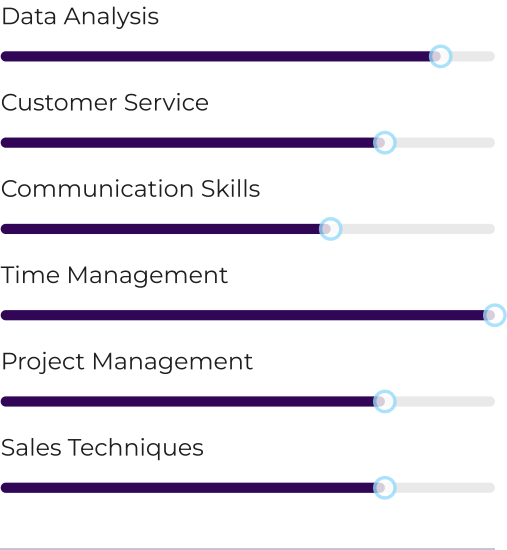 Data Analysis
Customer Service
Communication Skills
Time Management
Project Management
Sales Techniques